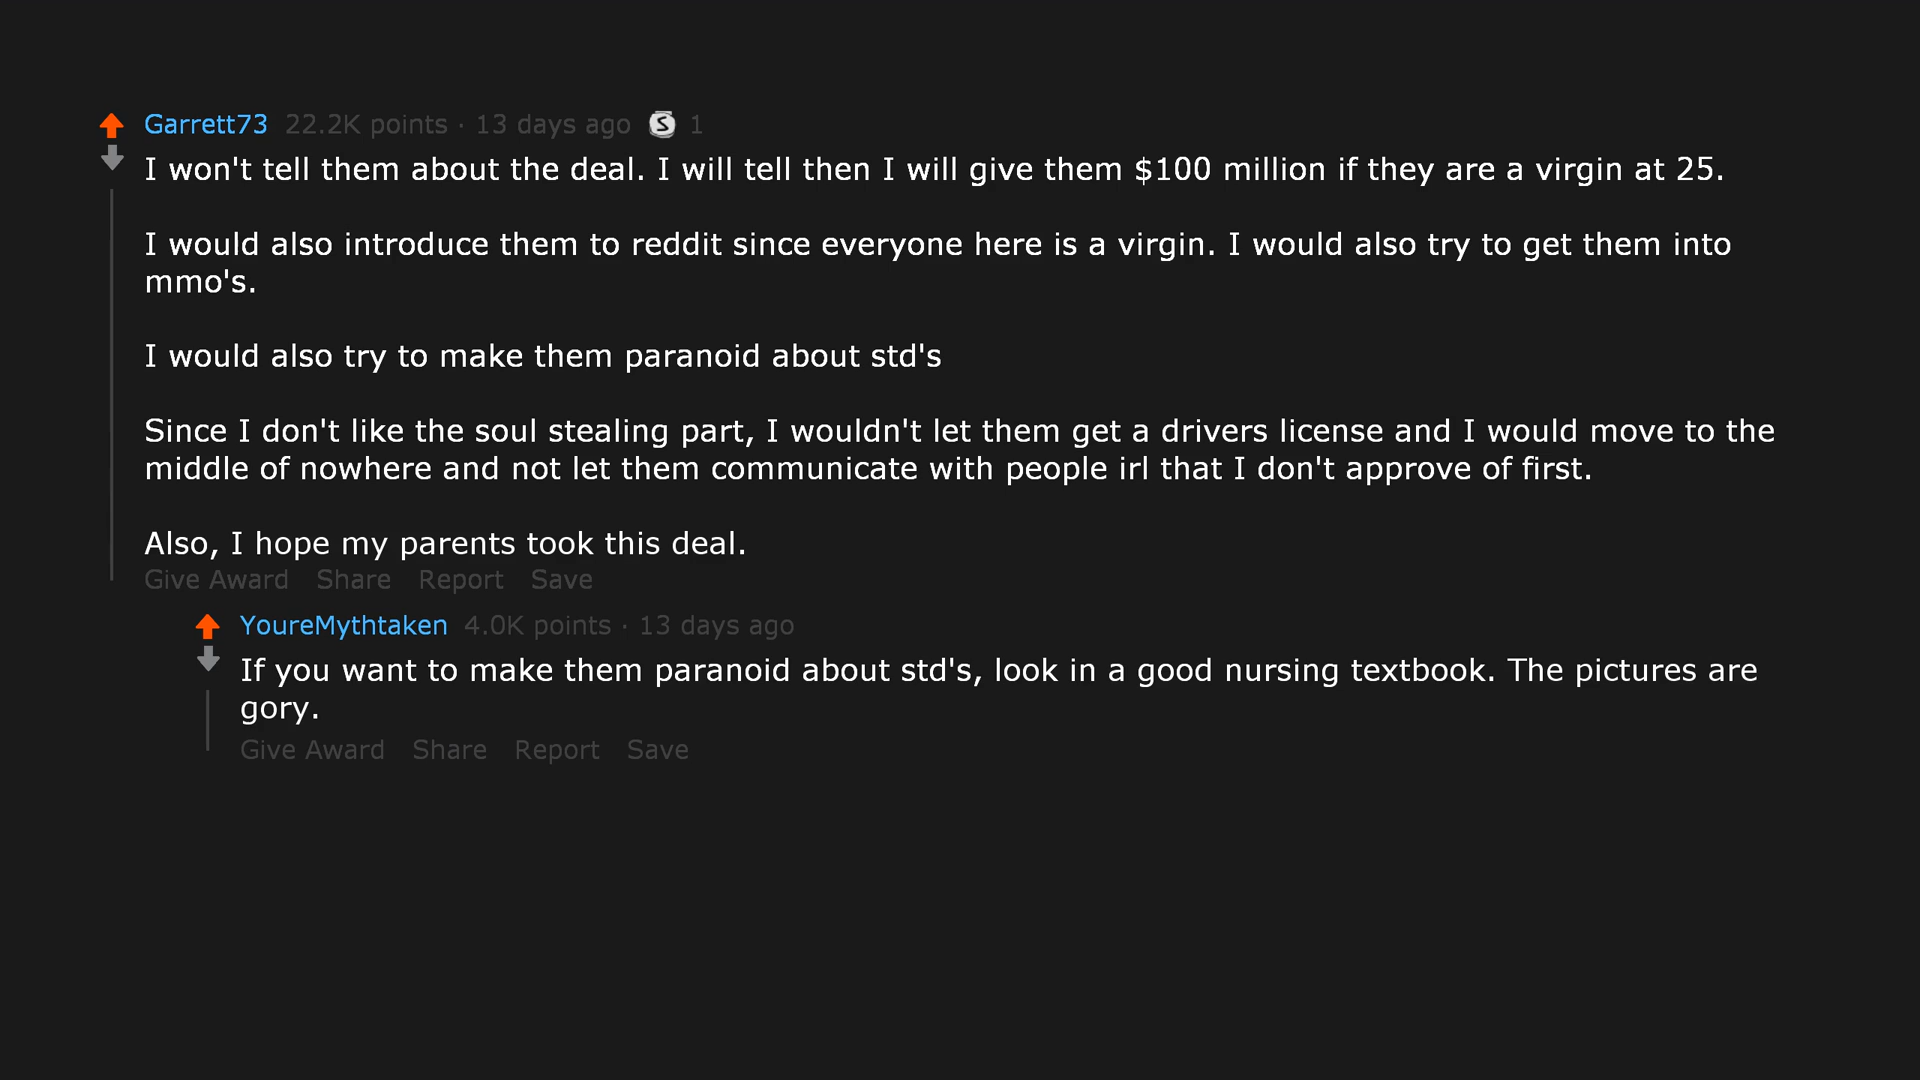 Garrett73 22.2K points · 13 days ago S 1
I won't tell them about the deal. I will tell then I will give them $100 million if they are a virgin at 25.
I would also introduce them to reddit since everyone here is a virgin. I would also try to get them into
mmo's.
I would also try to make them paranoid about std's
Since I don't like the soul stealing part, I wouldn't let them get a drivers license and I would move to the
middle of nowhere and not let them communicate with people irl that I don't approve of first.
Also, I hope my parents took this deal.
Give Award Share Report Save
YoureMythtaken 4.0K points · 13 days ago
If you want to make them paranoid about std's, look in a good nursing textbook. The pictures are
gory.
Give Award Share Report Save